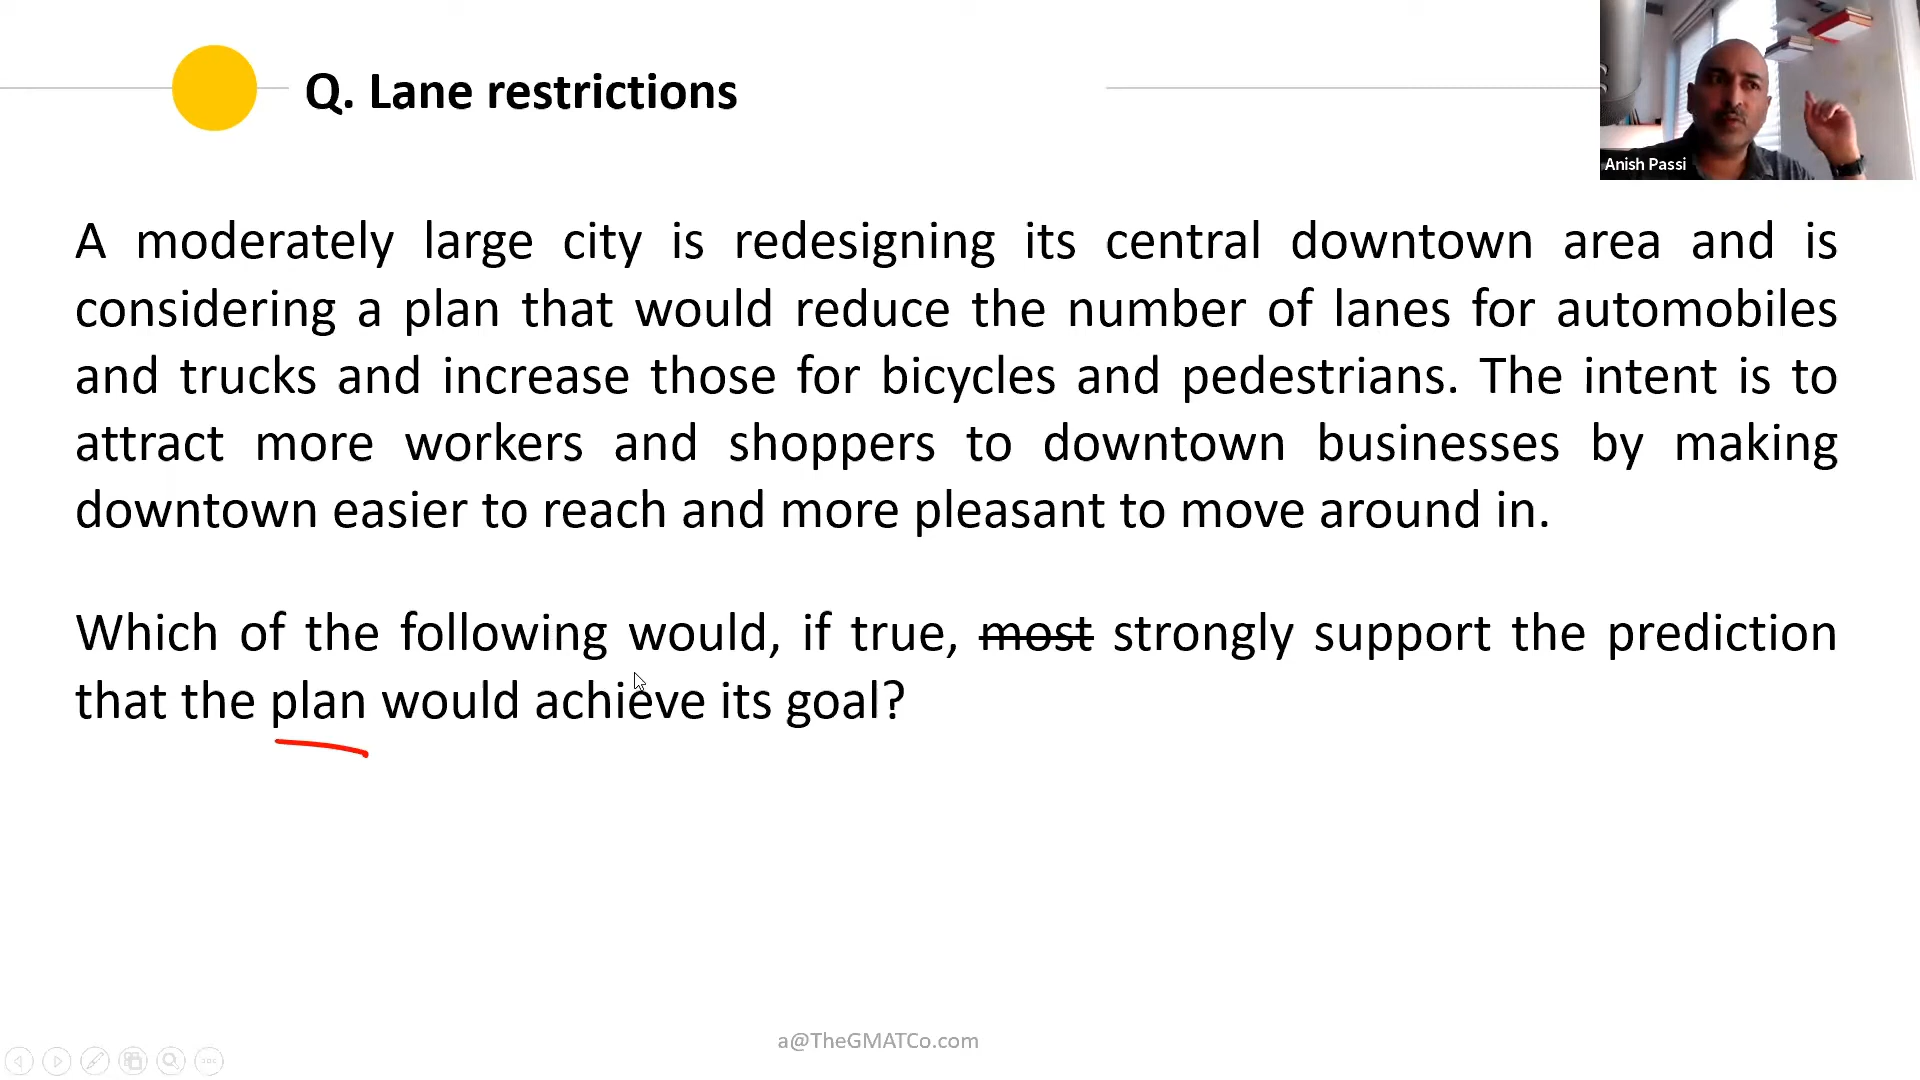 Q. Lane restrictions
Anish Passi
A moderately large city is redesigning its central downtown area and is
considering a plan that would reduce the number of lanes for automobiles
and trucks and increase those for bicycles and pedestrians. The intent is to
attract more workers and shoppers to downtown businesses by making
downtown easier to reach and more pleasant to move around in.
Which of the following would, if true, most strongly support the prediction
that the plan would achieve its goal?
a@TheGMATCo.com